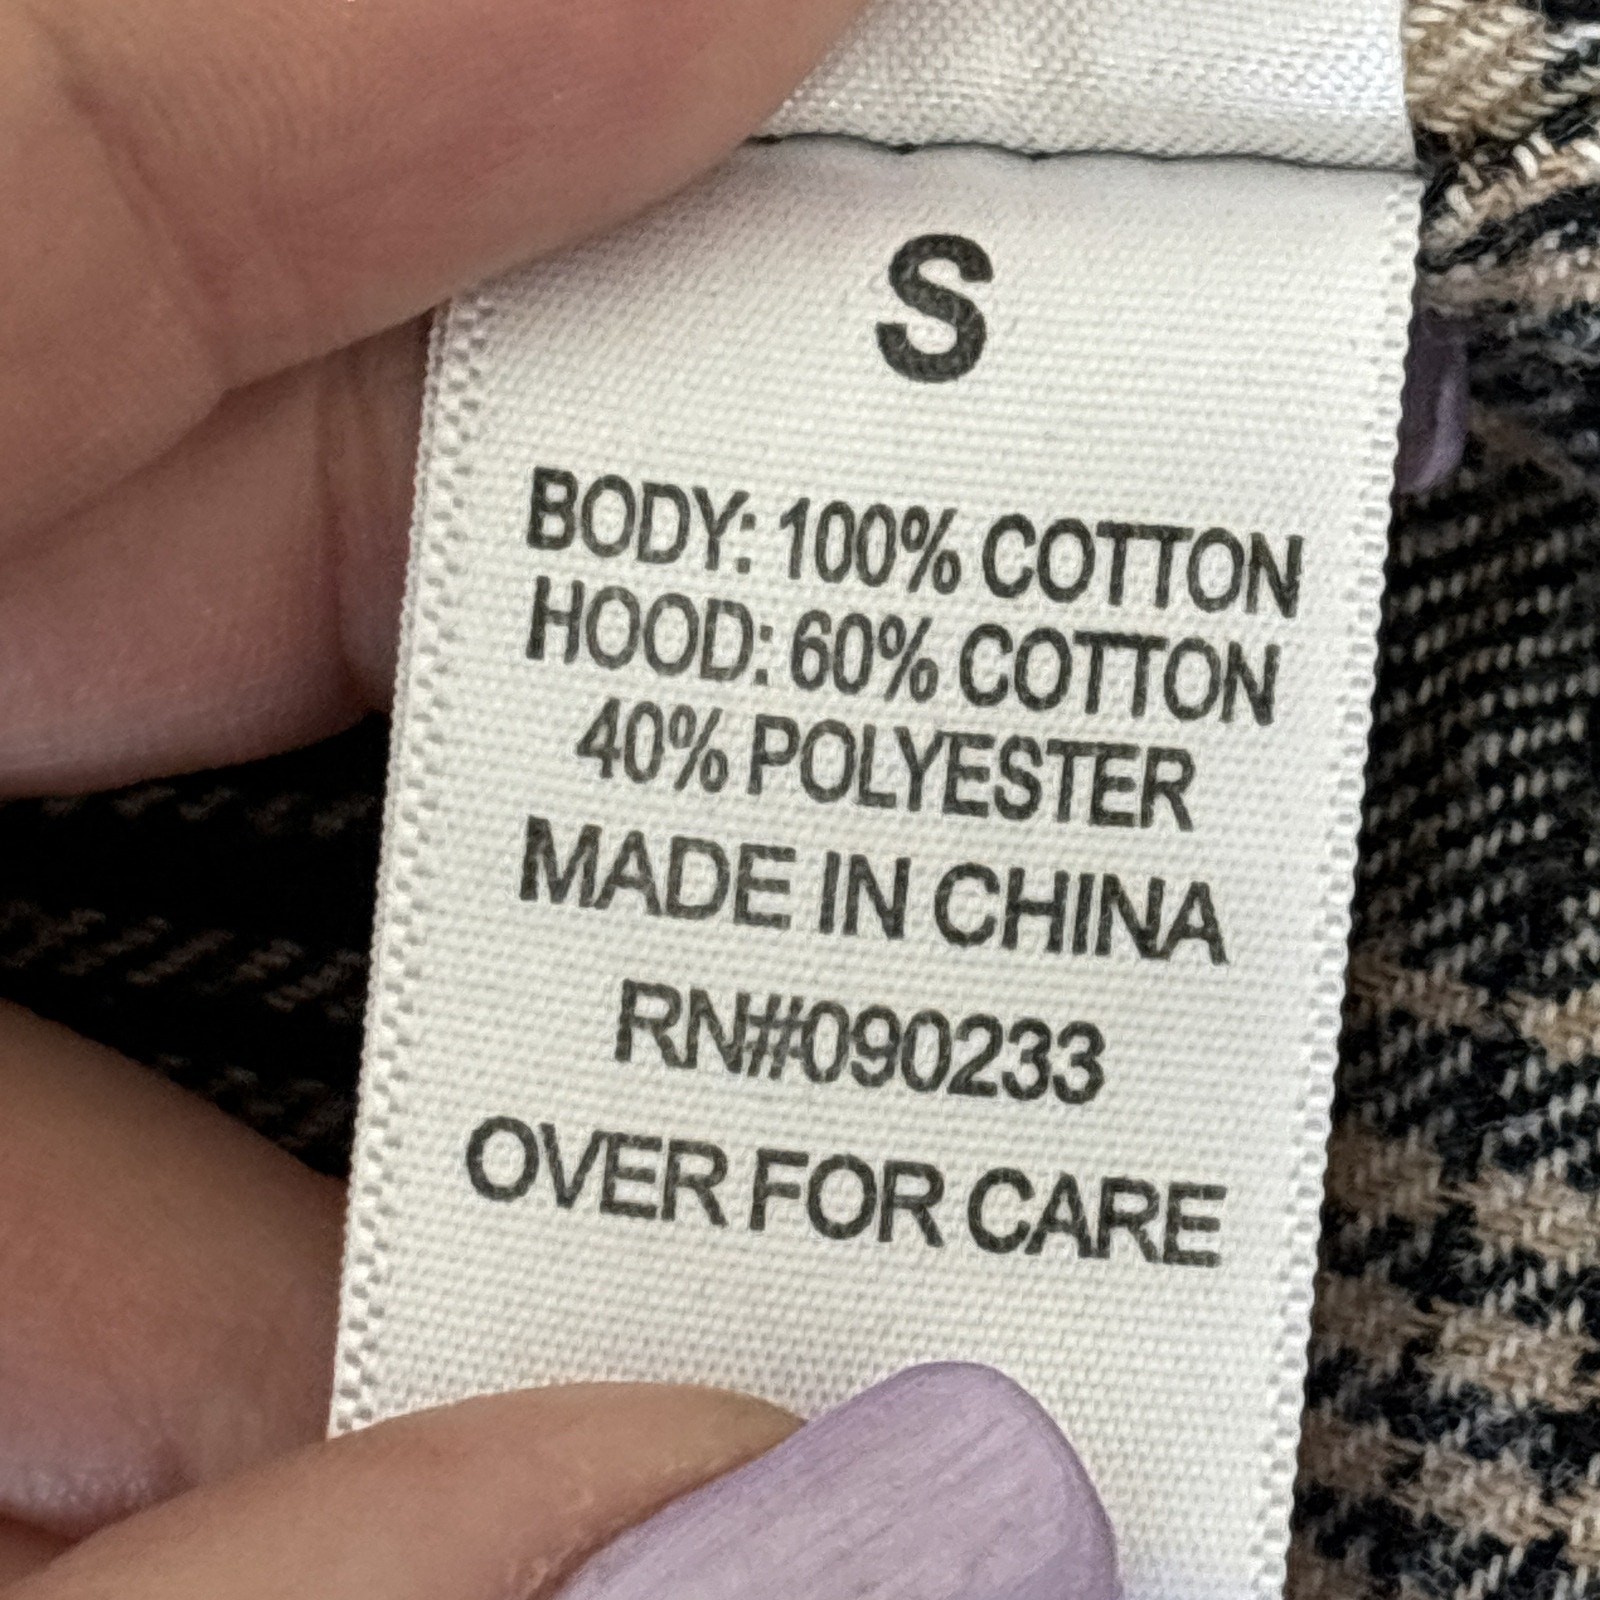 S
BODY: 100% COTTON
HOOD: 60% COTTON
40% POLYESTER
MADE IN CHINA
RN#090233
OVER FOR CARE